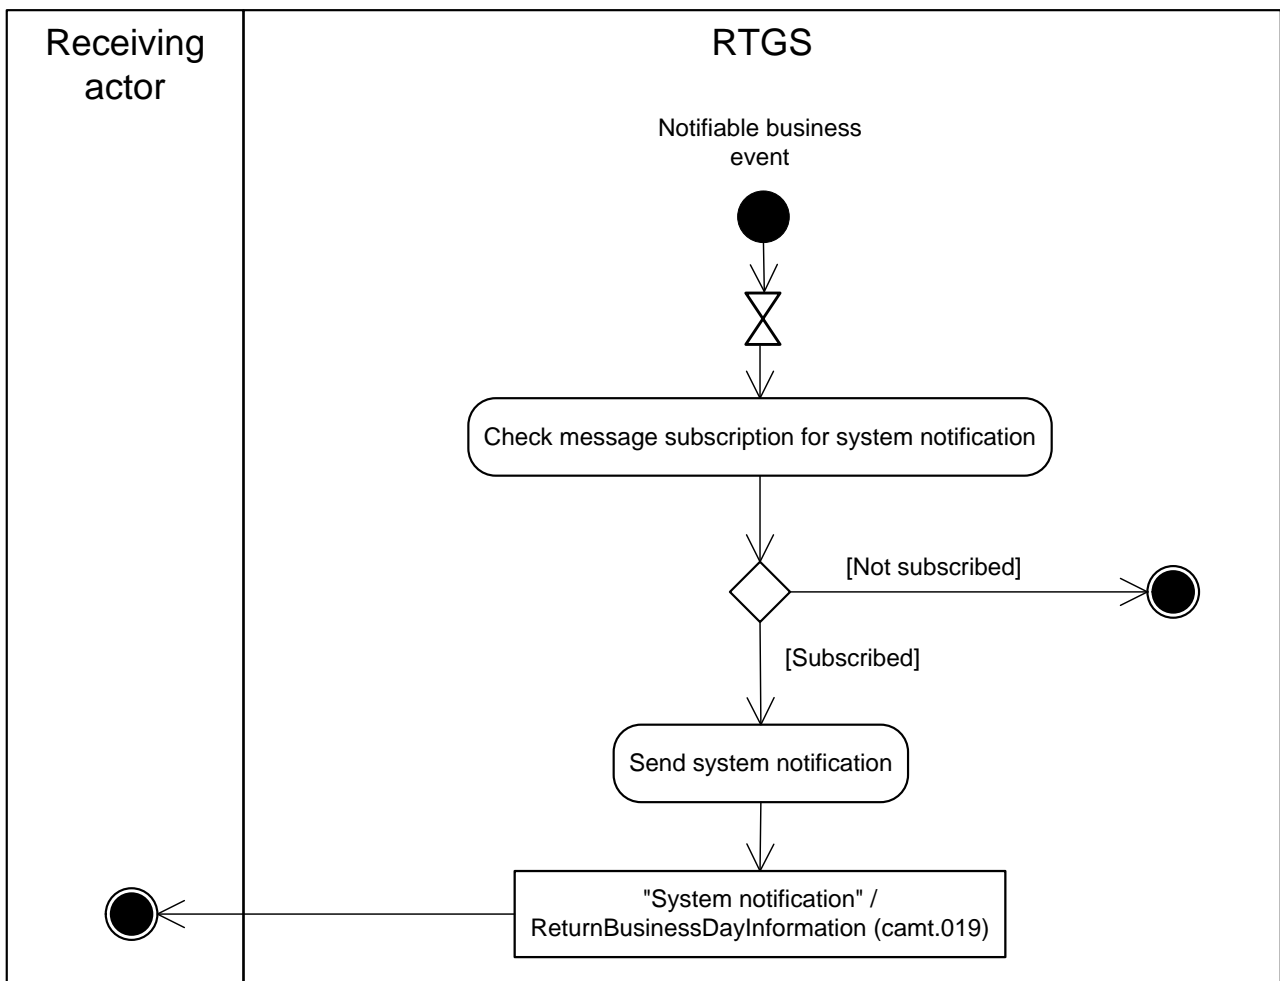 Receiving
actor
RTGS
Notifiable business
event
Check message subscription for system notification
[Not subscribed]
[Subscribed]
Send system notification
"System notification" /
ReturnBusinessDayInformation (camt.019)